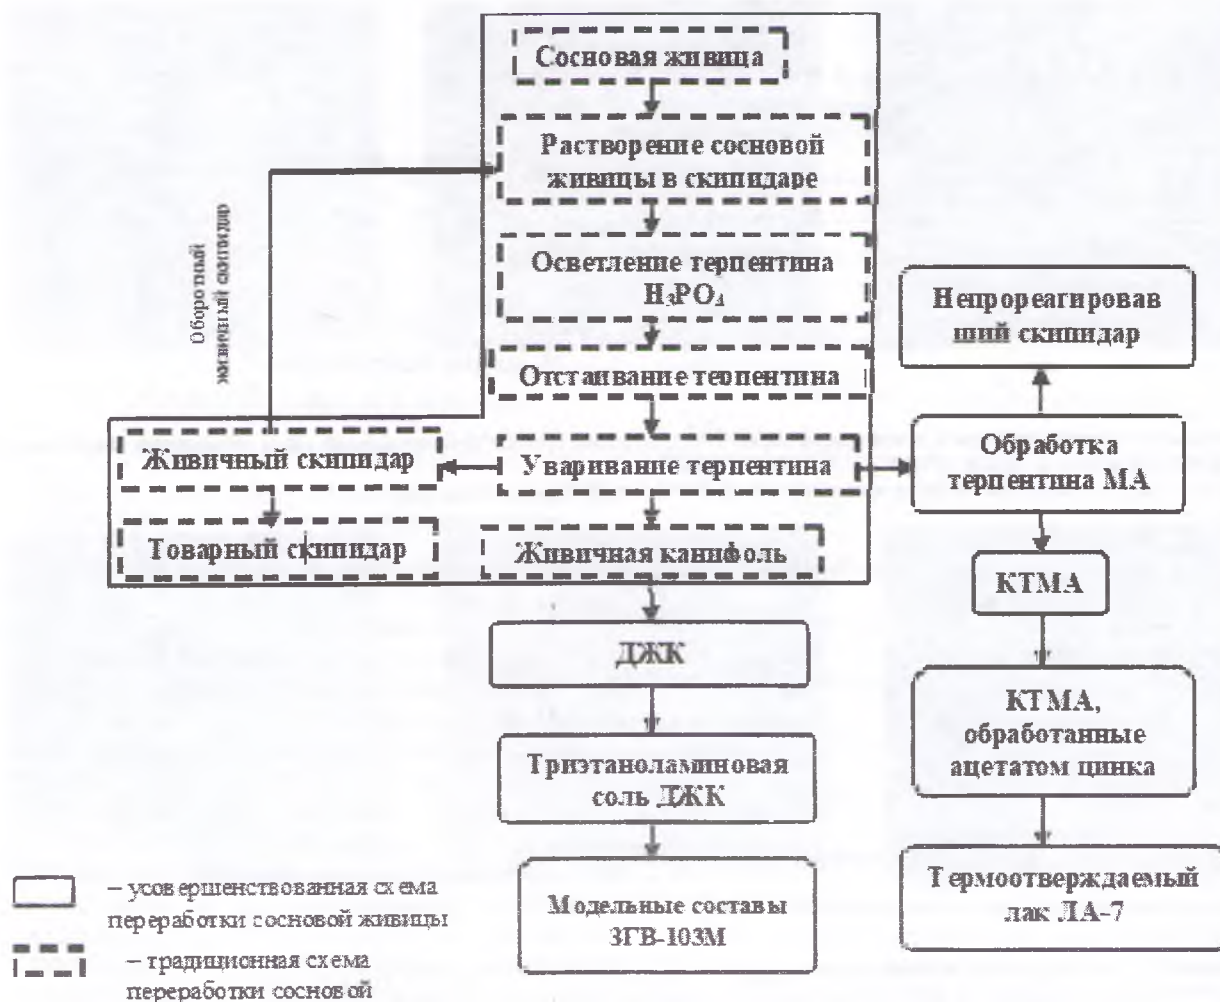 Сосновая живица
Растворение сосновой
живицы в скипидаре
Оборотный
живичный скипидар
Осветление терпентина
H₃PO₄
Непрореагировав
ший скипидар
Отстаивание терпентина
Живичный скипидар
Уваривание терпентина
Обработка
терпентина МА
Товарный скипидар
Живичная канифоль
КТМА
ДЖК
КТМА,
обработанные
ацетатом цинка
Триэтаноламиновая
соль ДЖК
Термоотверждаемый
лак ЛА-7
Модельные составы
ЗГВ-103М
– усовершенствованная схема
переработки сосновой живицы
– традиционная схема
переработки сосновой